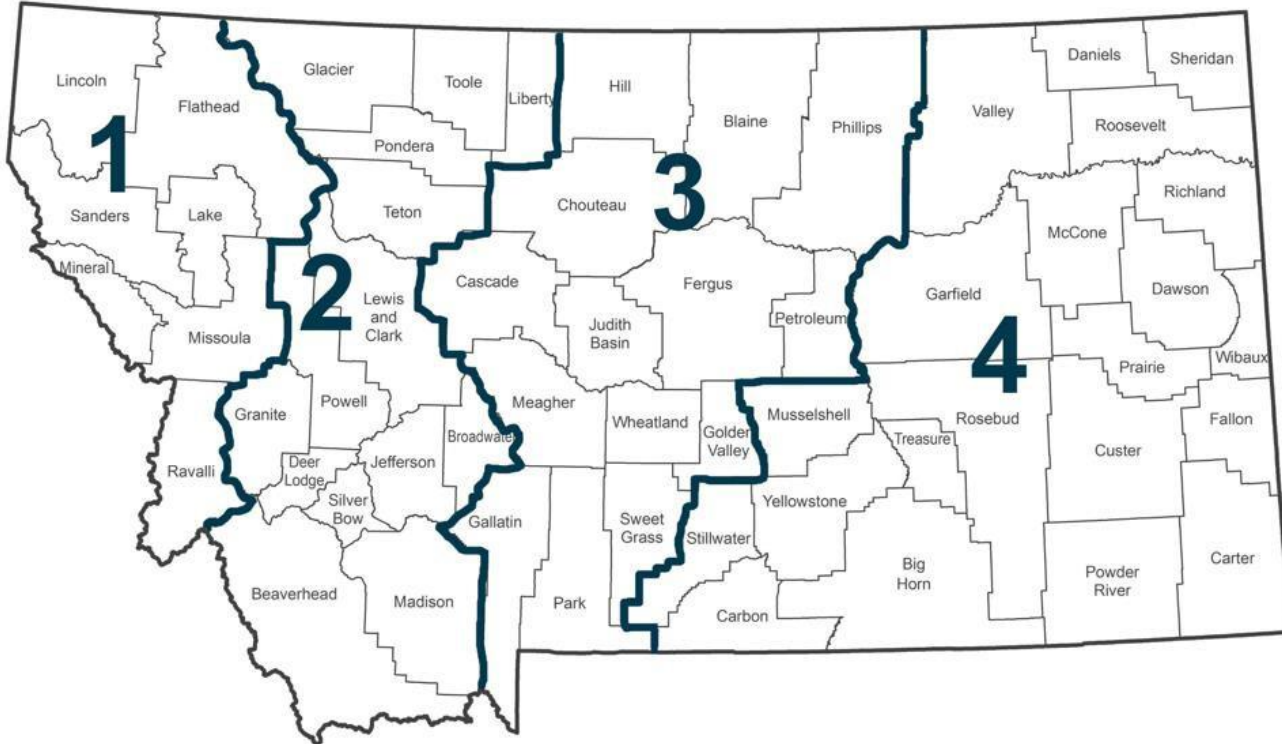 Lincoln
Flathead
Glacier
Toole
Liberty
Hill
Blaine
Phillips
Valley
Daniels
Sheridan
Roosevelt
1
Pondera
3
Sanders
Lake
Teton
Chouteau
McCone
Richland
Mineral
2
Lewis
and
Clark
Cascade
Fergus
Garfield
Dawson
Missoula
Judith
Basin
Petroleum
4
Prairie
Wibaux
Granite
Powell
Broadwater
Meagher
Wheatland
Golden
Valley
Musselshell
Treasure
Rosebud
Custer
Fallon
Ravalli
Deer
Lodge
Jefferson
Silver
Bow
Gallatin
Sweet
Grass
Stillwater
Yellowstone
Beaverhead
Madison
Park
Carbon
Big
Horn
Powder
River
Carter